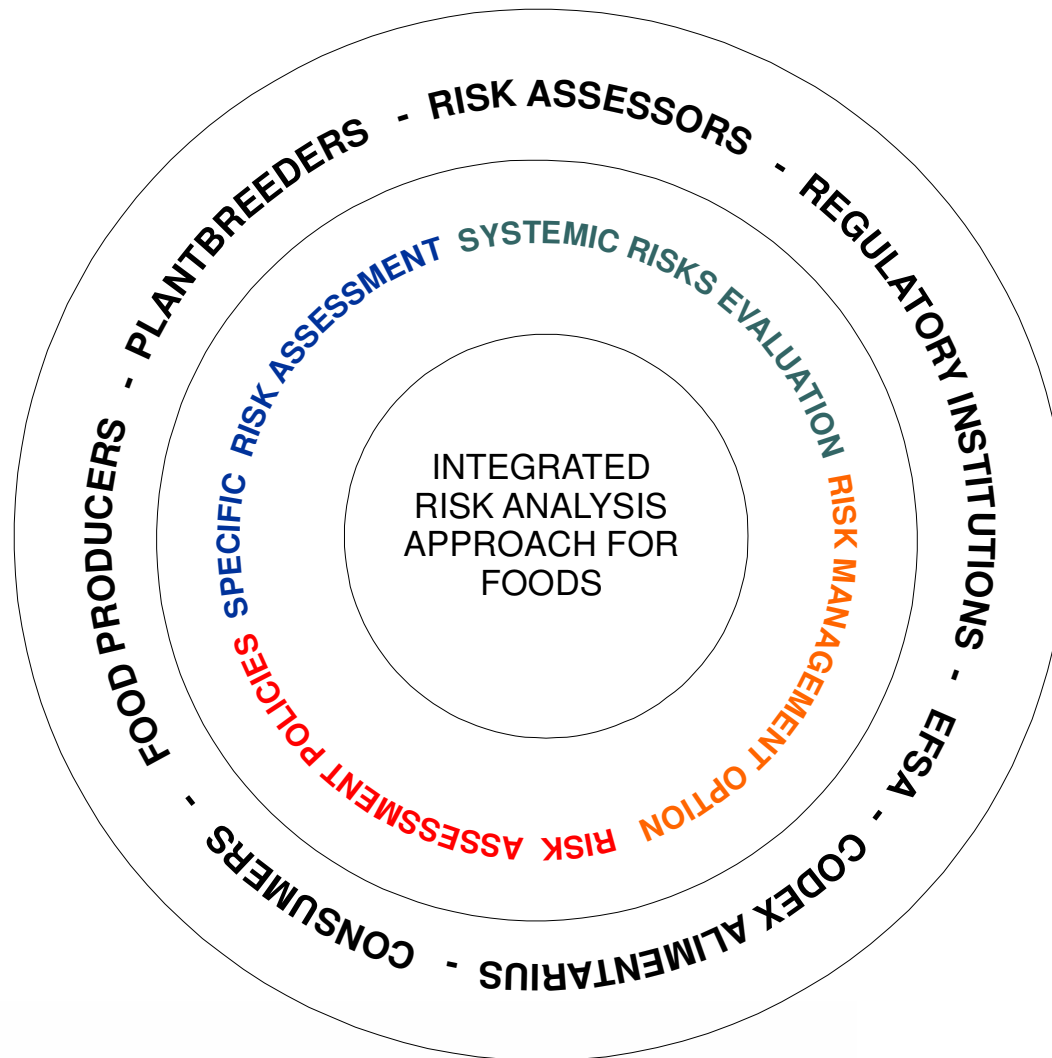 PLANTBREEDERS - RISK ASSESSORS - REGULATORY INSTITUTIONS - EFSA - CODEX ALIMENTARIUS - CONSUMERS - FOOD PRODUCERS -
SPECIFIC RISK ASSESSMENT
SYSTEMIC RISKS EVALUATION
RISK MANAGEMENT OPTION
RISK ASSESSMENT POLICIES
INTEGRATED
RISK ANALYSIS
APPROACH FOR
FOODS